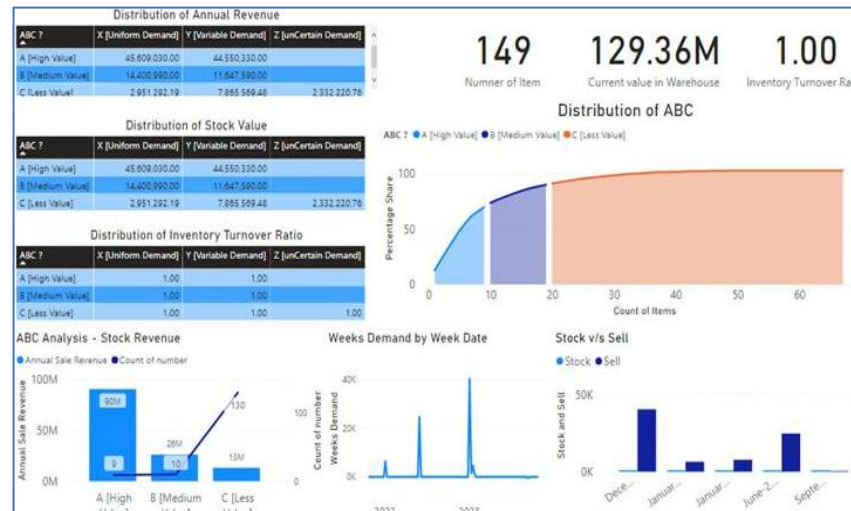 Distribution of Annual Revenue
ABC ? X [Uniform Demand] Y [Variable Demand] Z [unCertain Demand]
A [High Value] 45,609,030.00 44,550,330.00
B [Medium Value] 14,400,990.00 11,647,590.00
C [Less Value] 2,951,292.19 7,865,569.48 2,332,220.76
149
Numner of Item
129.36M
Current value in Warehouse
1.00
Inventory Turnover Ra
Distribution of Stock Value
ABC ? X [Uniform Demand] Y [Variable Demand] Z [unCertain Demand]
A [High Value] 45,609,030.00 44,550,330.00
B [Medium Value] 14,400,990.00 11,647,590.00
C [Less Value] 2,951,292.19 7,865,569.48 2,332,220.76
Distribution of Inventory Turnover Ratio
ABC ? X [Uniform Demand] Y [Variable Demand] Z [unCertain Demand]
A [High Value] 1.00 1.00
B [Medium Value] 1.00 1.00
C [Less Value] 1.00 1.00 1.00
Distribution of ABC
ABC ? A [High Value] B [Medium Value] C [Less Value]
Percentage Share
100
50
0
0 10 20 30 40 50 60
Count of Items
ABC Analysis - Stock Revenue
Annual Sale Revenue Count of number
Annual Sale Revenue
100M
50M
0M
90M
26M
13M
9
10
130
100
0
Count of number
A [High
B [Medium
C [Less
Weeks Demand by Week Date
Weeks Demand
40K
20K
0K
2022 2023
Stock v/s Sell
Stock Sell
Stock and Sell
50K
0K
Dece...
Januar...
Januar...
June-2...
Septe...